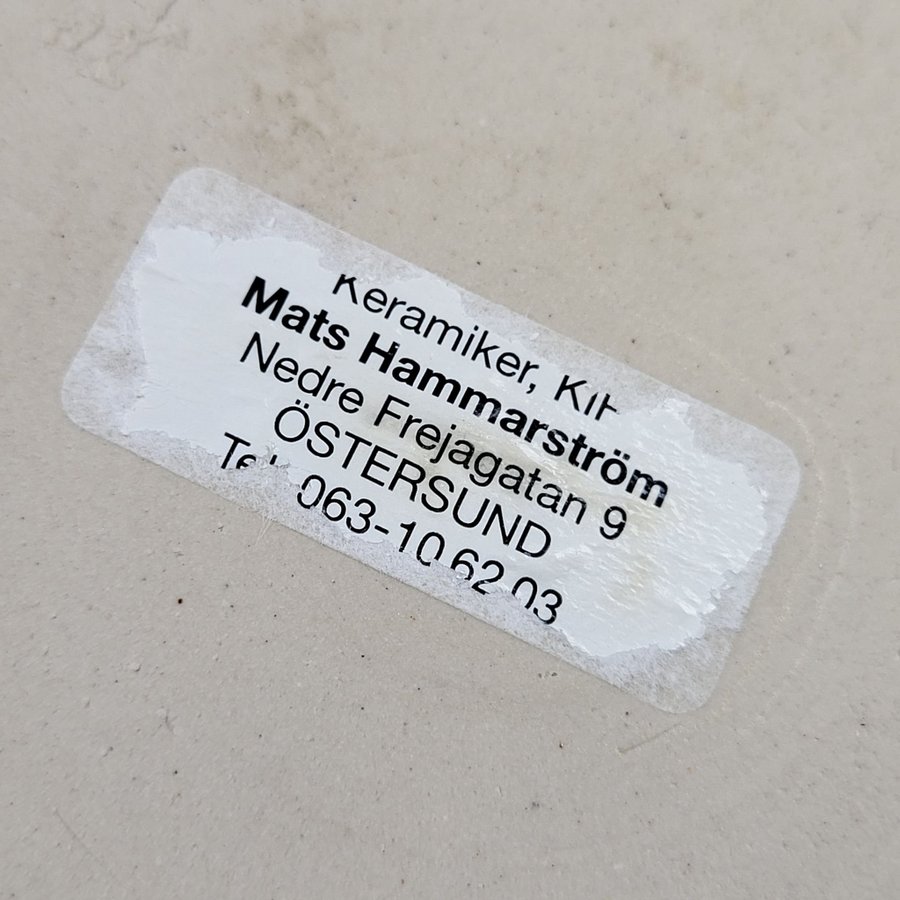 Keramiker, KIF
Mats Hammarström
Nedre Frejagatan 9
ÖSTERSUND
Tel. 063-10 62 03